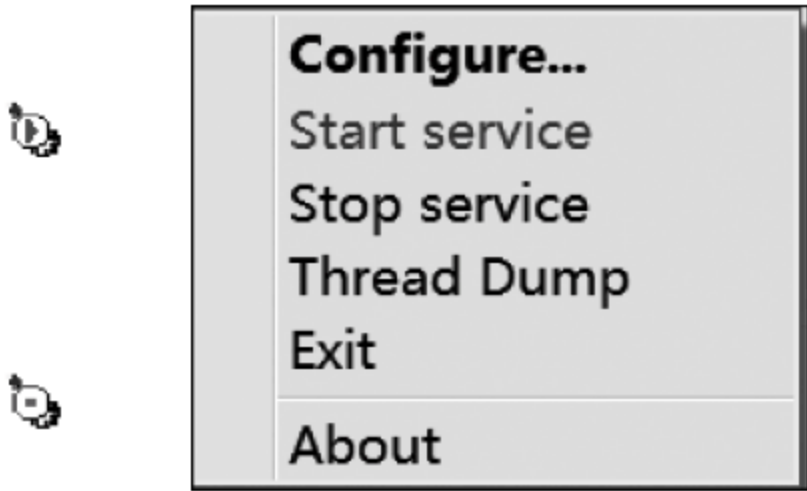 Configure...
Start service
Stop service
Thread Dump
Exit
About